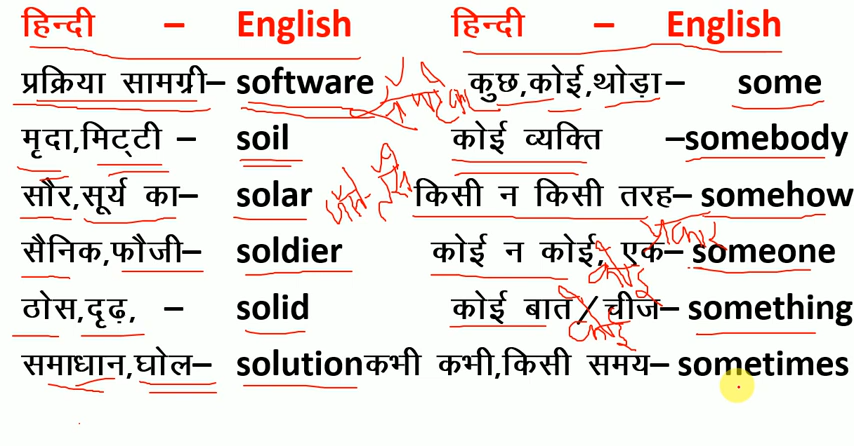 हिन्दी – English हिन्दी – English
प्रक्रिया सामग्री– software कुछ,कोई,थोड़ा– some
मृदा,मिट्टी – soil कोई व्यक्ति –somebody
सौर,सूर्य का– solar किसी न किसी तरह– somehow
सैनिक,फौजी– soldier कोई न कोई, एक– someone
ठोस,दृढ़, – solid कोई बात/चीज– something
समाधान,घोल– solution कभी कभी,किसी समय– sometimes